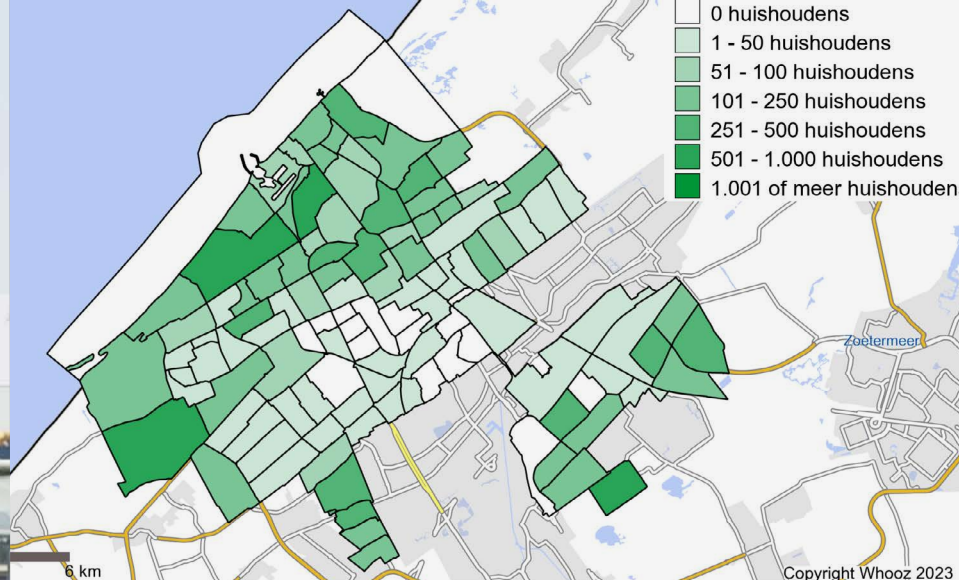 0 huishoudens
1 - 50 huishoudens
51 - 100 huishoudens
101 - 250 huishoudens
251 - 500 huishoudens
501 - 1.000 huishoudens
1.001 of meer huishouden
Zoetermeer
6 km
Copyright Whooz 2023